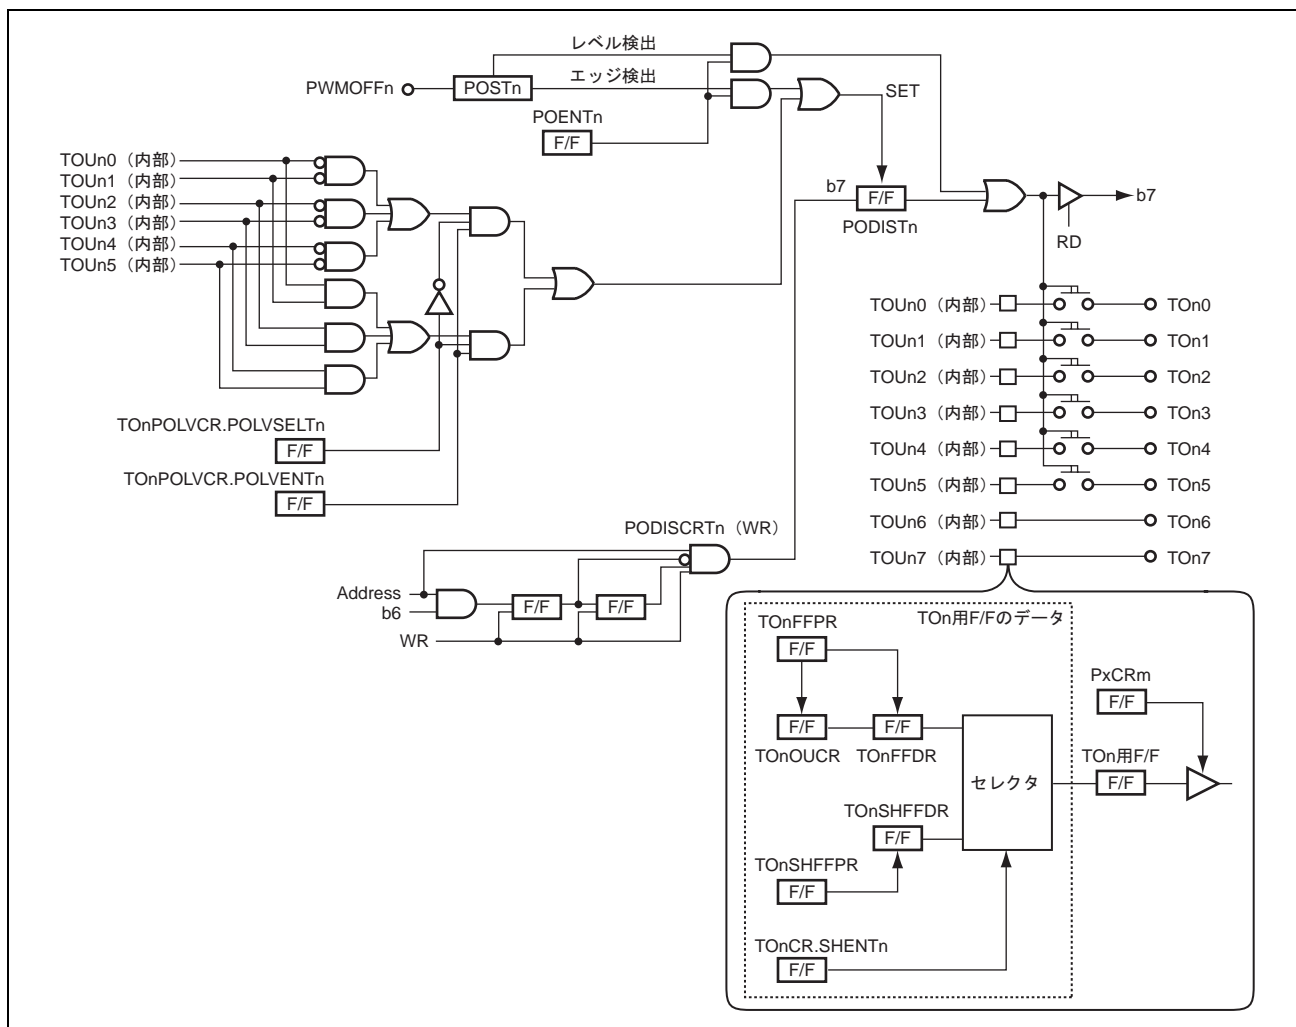 レベル検出
PWMOFFn
POSTn
エッジ検出
SET
POENTn
F/F
TOUn0（内部）
TOUn1（内部）
TOUn2（内部）
TOUn3（内部）
TOUn4（内部）
TOUn5（内部）
b7
F/F
PODISTn
b7
RD
TOUn0（内部）
TOn0
TOUn1（内部）
TOn1
TOUn2（内部）
TOn2
TOUn3（内部）
TOn3
TOUn4（内部）
TOn4
TOUn5（内部）
TOn5
TOUn6（内部）
TOn6
TOUn7（内部）
TOn7
TOnPOLVCR.POLVSELTn
F/F
TOnPOLVCR.POLVENTn
F/F
PODISCRTn（WR）
Address
b6
F/F
F/F
WR
TOn用F/Fのデータ
TOnFFPR
F/F
F/F
TOnOUCR
F/F
TOnFFDR
セレクタ
PxCRm
F/F
TOn用F/F
F/F
TOnSHFFDR
F/F
TOnSHFFPR
F/F
TOnCR.SHENTn
F/F